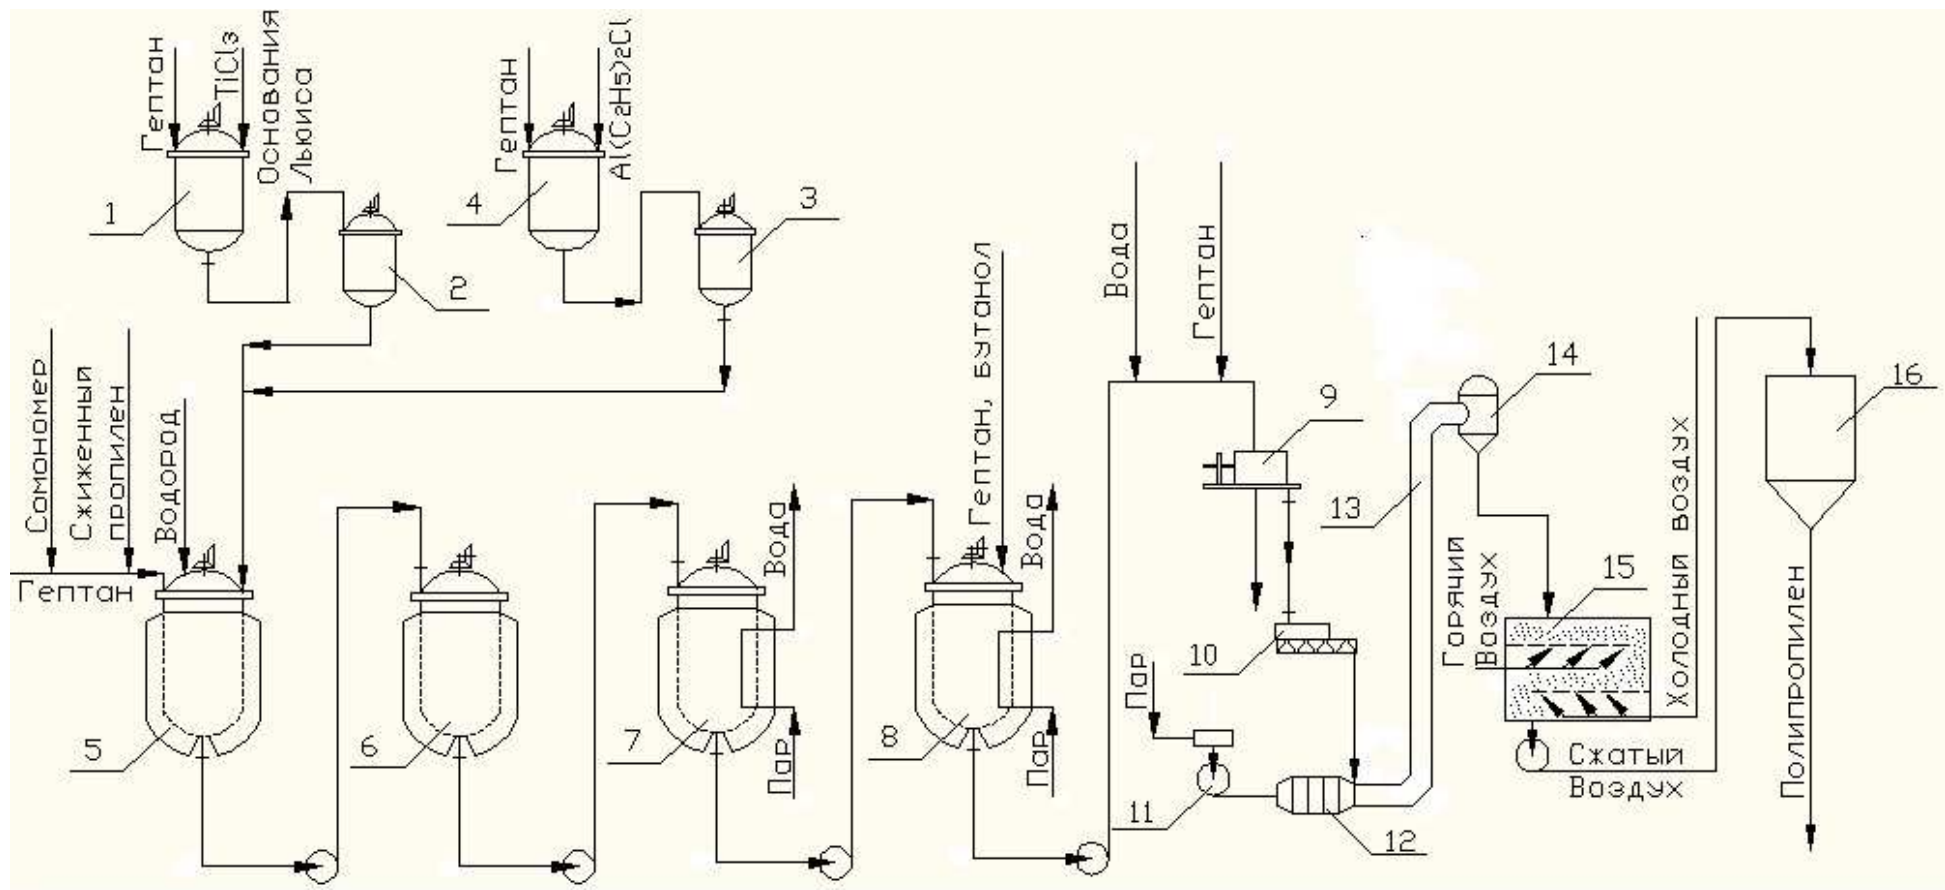 Гептан
TiCl3
Основания
Льюиса
Гептан
Al(C2H5)2Cl
1
2
4
3
Сомономер
Сжиженный
пропилен
Водород
Гептан
5
6
7
Вода
Пар
Гептан, бутанол
8
Вода
Пар
Вода
Гептан
9
10
Пар
11
12
13
14
Горячий
Воздух
15
Холодный воздух
Сжатый
Воздух
16
Полипропилен